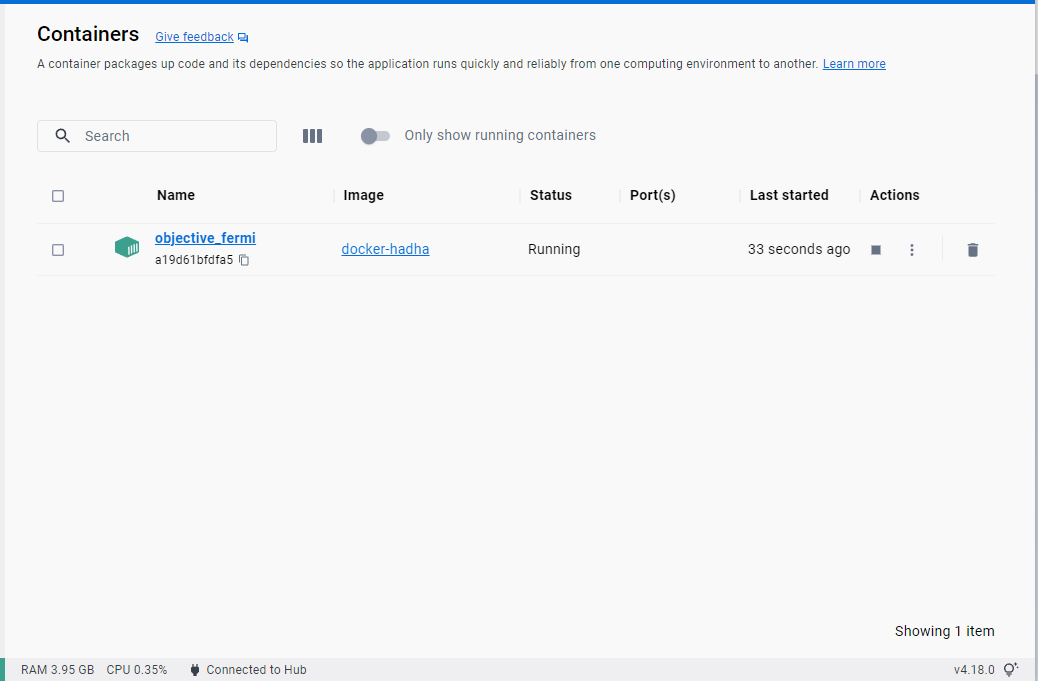 Containers Give feedback
A container packages up code and its dependencies so the application runs quickly and reliably from one computing environment to another. Learn more
Search Only show running containers
Name Image Status Port(s) Last started Actions
objective_fermi
a19d61bfdfa5
docker-hadha Running 33 seconds ago
Showing 1 item
RAM 3.95 GB CPU 0.35% Connected to Hub v4.18.0